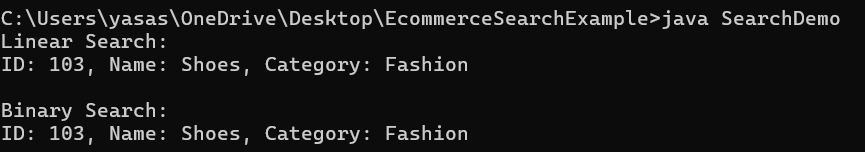 C:\Users\yasas\OneDrive\Desktop\EcommerceSearchExample>java SearchDemo
Linear Search:
ID: 103, Name: Shoes, Category: Fashion
Binary Search:
ID: 103, Name: Shoes, Category: Fashion